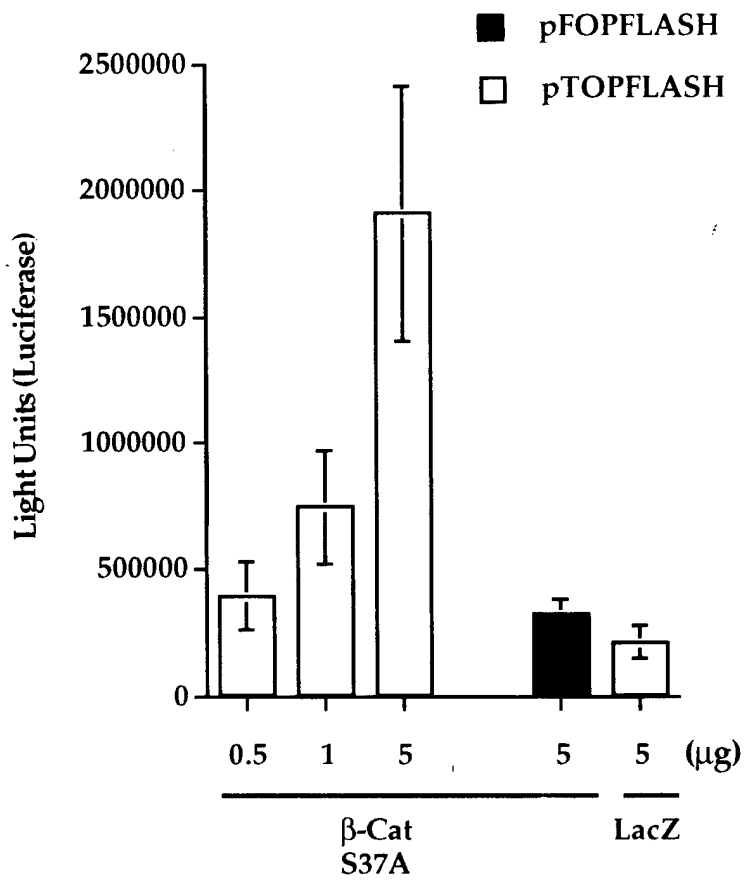 pFOPFLASH
pTOPFLASH
Light Units (Luciferase)
2500000
2000000
1500000
1000000
500000
0
0.5 1 5 5 5 (μg)
β-Cat LacZ
S37A